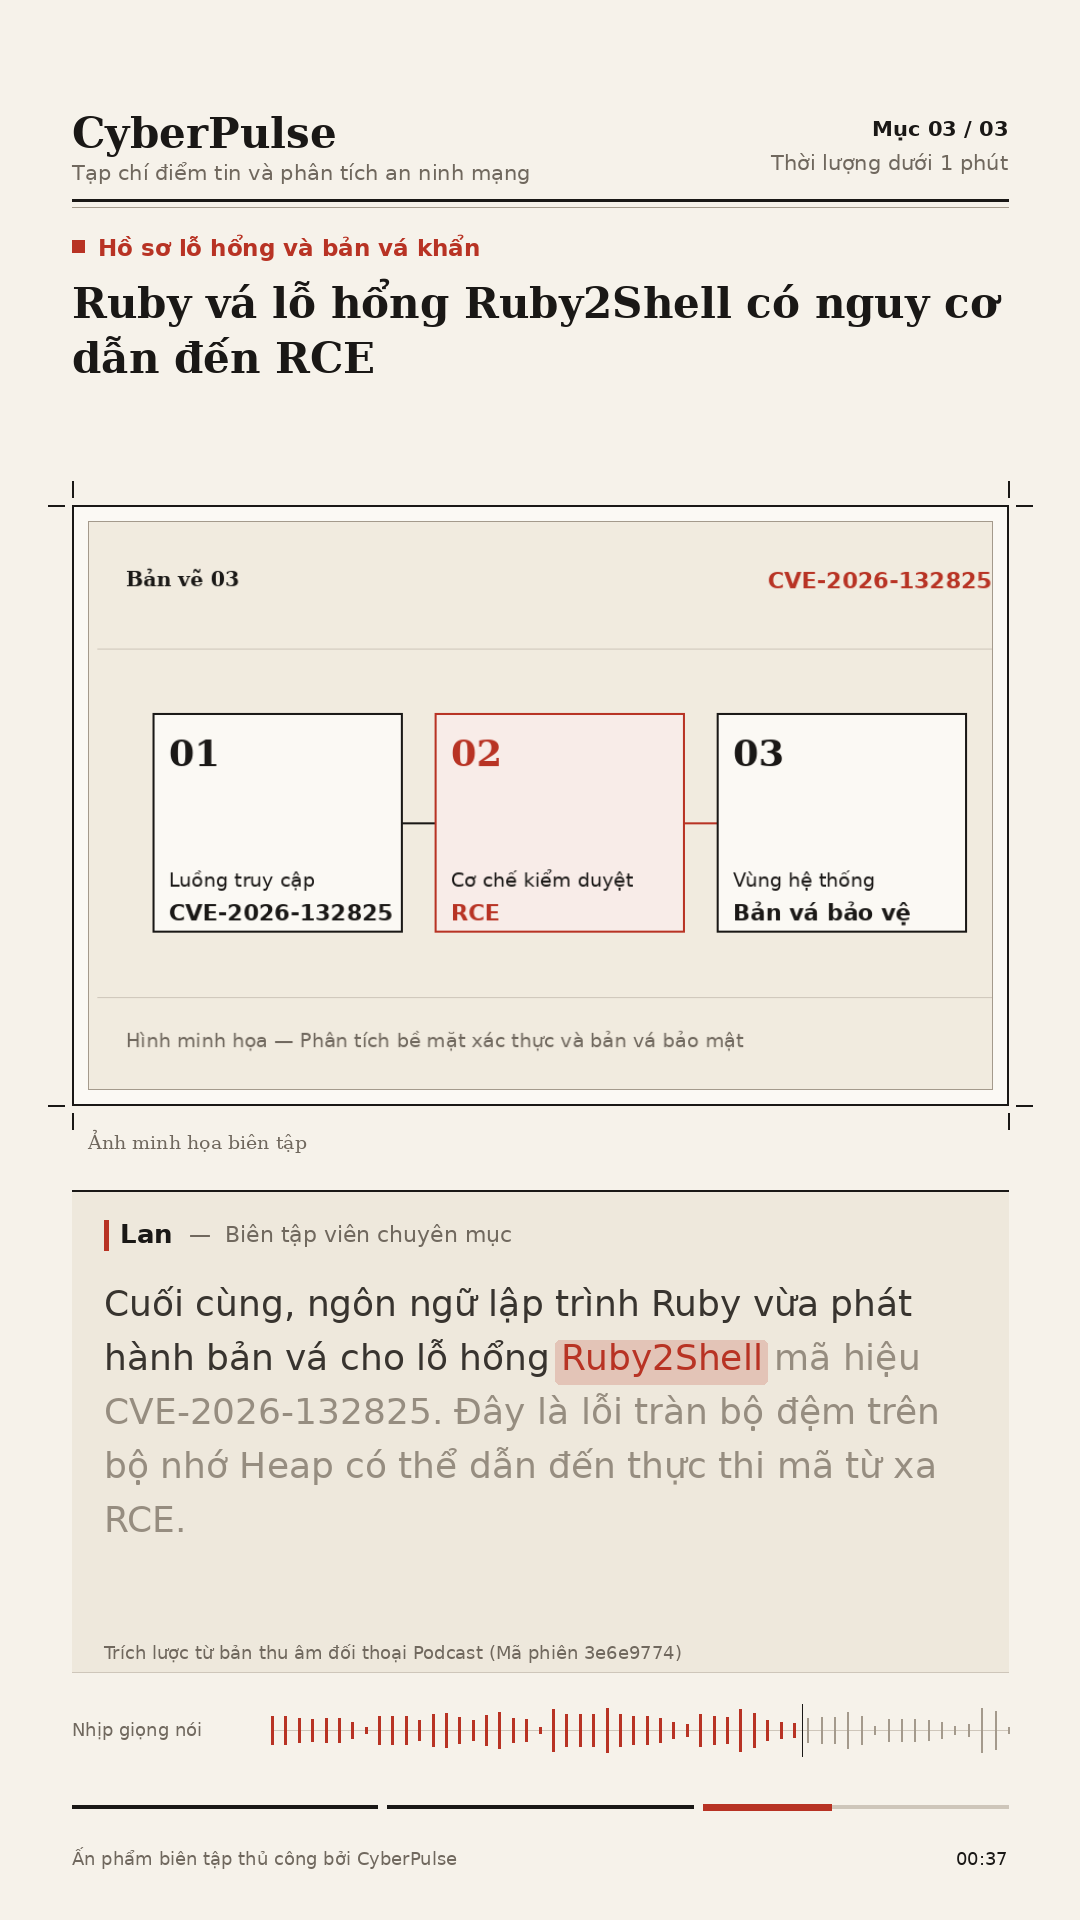 CyberPulse
Tạp chí điểm tin và phân tích an ninh mạng
Mục 03 / 03
Thời lượng dưới 1 phút
Hồ sơ lỗ hổng và bản vá khẩn
Ruby vá lỗ hổng Ruby2Shell có nguy cơ
dẫn đến RCE
Bản vẽ 03
CVE-2026-132825
01
Luồng truy cập
CVE-2026-132825
02
Cơ chế kiểm duyệt
RCE
03
Vùng hệ thống
Bản vá bảo vệ
Hình minh họa — Phân tích bề mặt xác thực và bản vá bảo mật
Ảnh minh họa biên tập
Lan — Biên tập viên chuyên mục
Cuối cùng, ngôn ngữ lập trình Ruby vừa phát
hành bản vá cho lỗ hổng Ruby2Shell mã hiệu
CVE-2026-132825. Đây là lỗi tràn bộ đệm trên
bộ nhớ Heap có thể dẫn đến thực thi mã từ xa
RCE.
Trích lược từ bản thu âm đối thoại Podcast (Mã phiên 3e6e9774)
Nhịp giọng nói
Ấn phẩm biên tập thủ công bởi CyberPulse
00:37